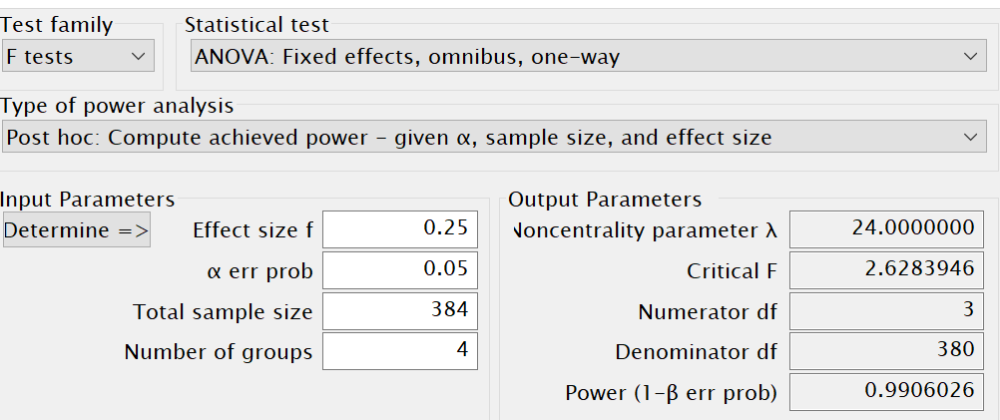 Test family Statistical test
F tests ANOVA: Fixed effects, omnibus, one-way
Type of power analysis
Post hoc: Compute achieved power - given α, sample size, and effect size
Input Parameters Output Parameters
Determine => Effect size f 0.25 Noncentrality parameter λ 24.0000000
α err prob 0.05 Critical F 2.6283946
Total sample size 384 Numerator df 3
Number of groups 4 Denominator df 380
Power (1-β err prob) 0.9906026